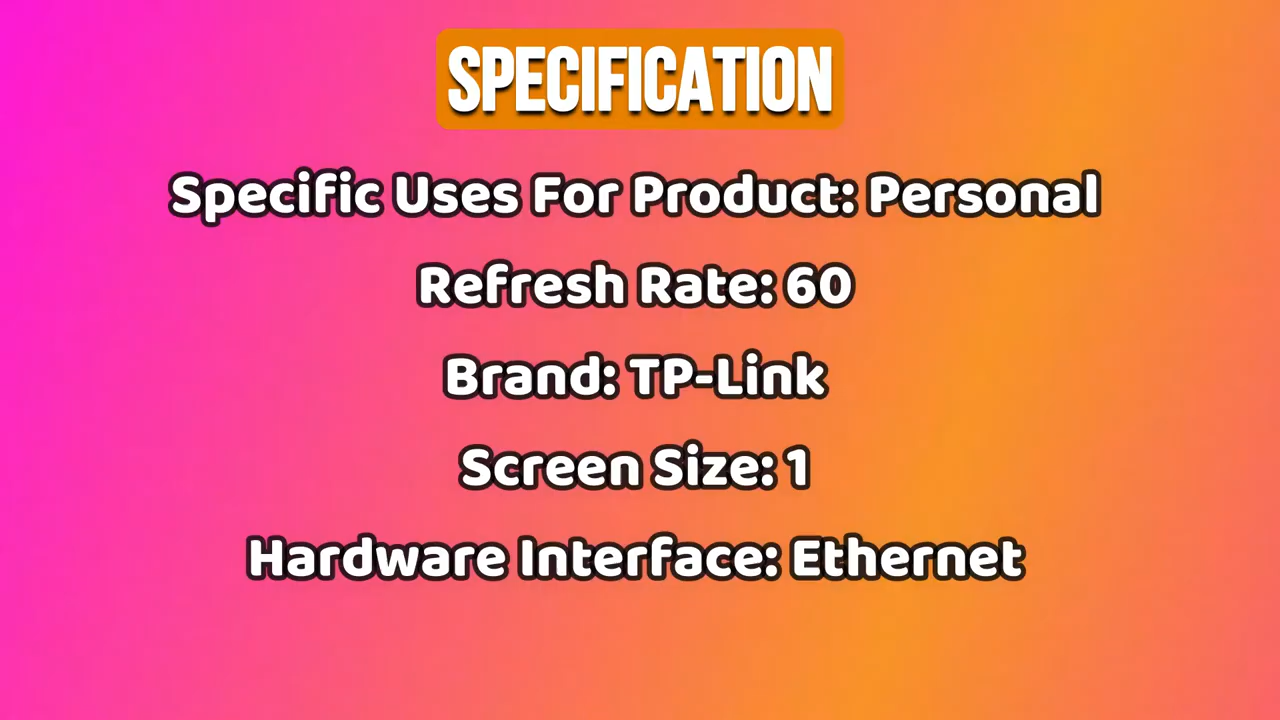 SPECIFICATION
Specific Uses For Product: Personal
Refresh Rate: 60
Brand: TP-Link
Screen Size: 1
Hardware Interface: Ethernet